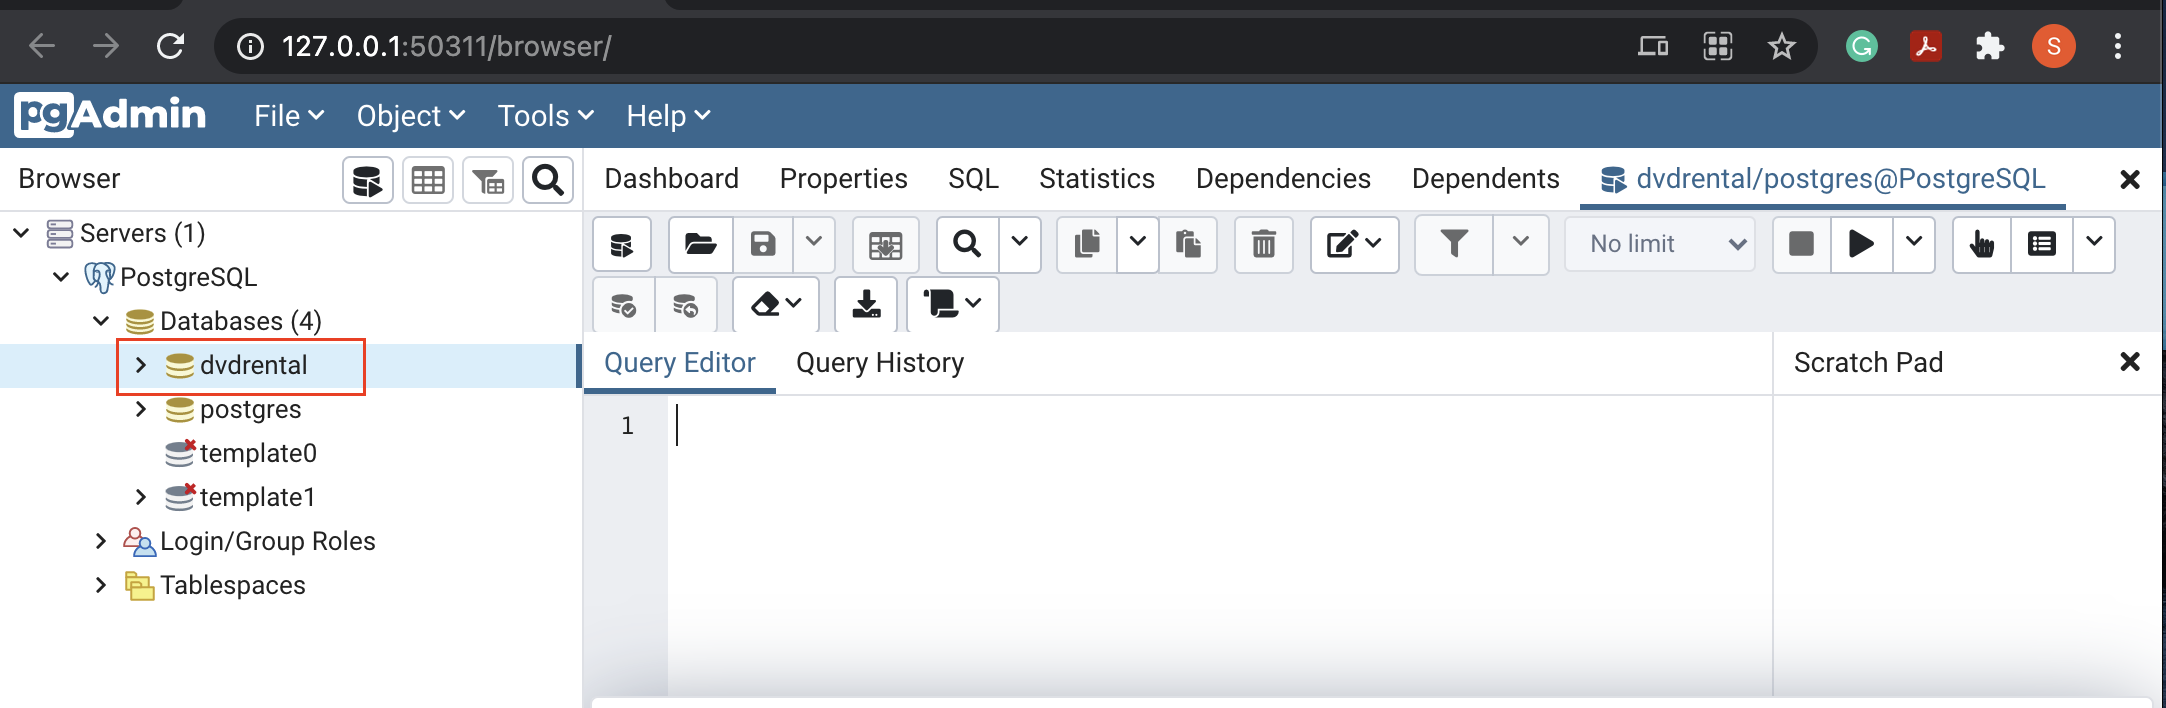 127.0.0.1:50311/browser/
S
pgAdmin File Object Tools Help
Browser
Dashboard Properties SQL Statistics Dependencies Dependents dvdrental/postgres@PostgreSQL
Servers (1)
PostgreSQL
Databases (4)
dvdrental
postgres
template0
template1
Login/Group Roles
Tablespaces
No limit
Query Editor Query History
Scratch Pad
1